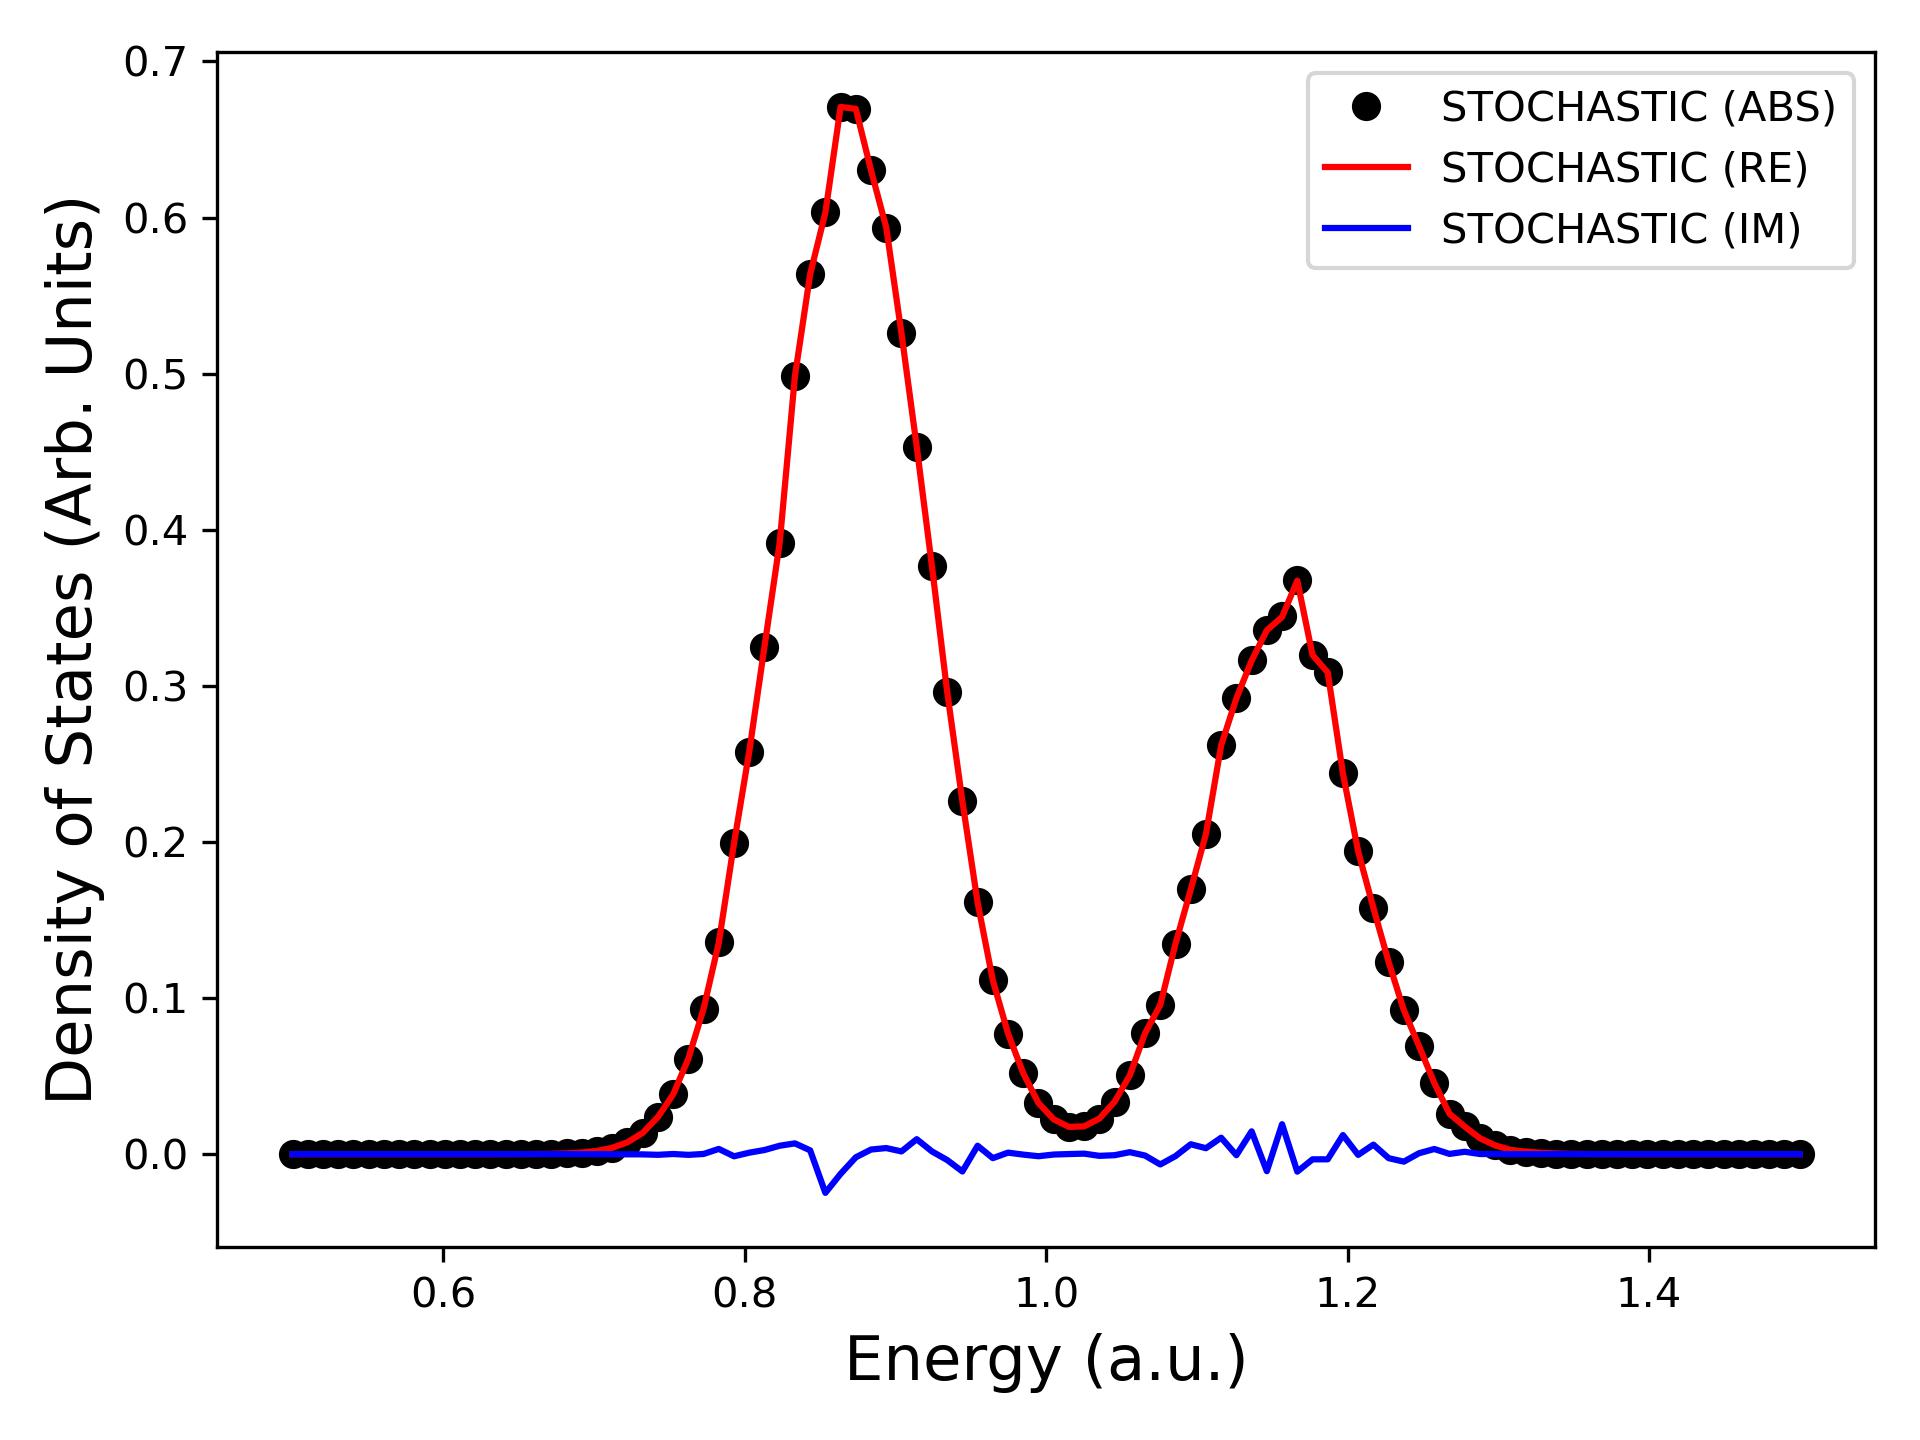 0.7
0.6
0.5
0.4
0.3
0.2
0.1
0.0
Density of States (Arb. Units)
STOCHASTIC (ABS)
STOCHASTIC (RE)
STOCHASTIC (IM)
0.6 0.8 1.0 1.2 1.4
Energy (a.u.)